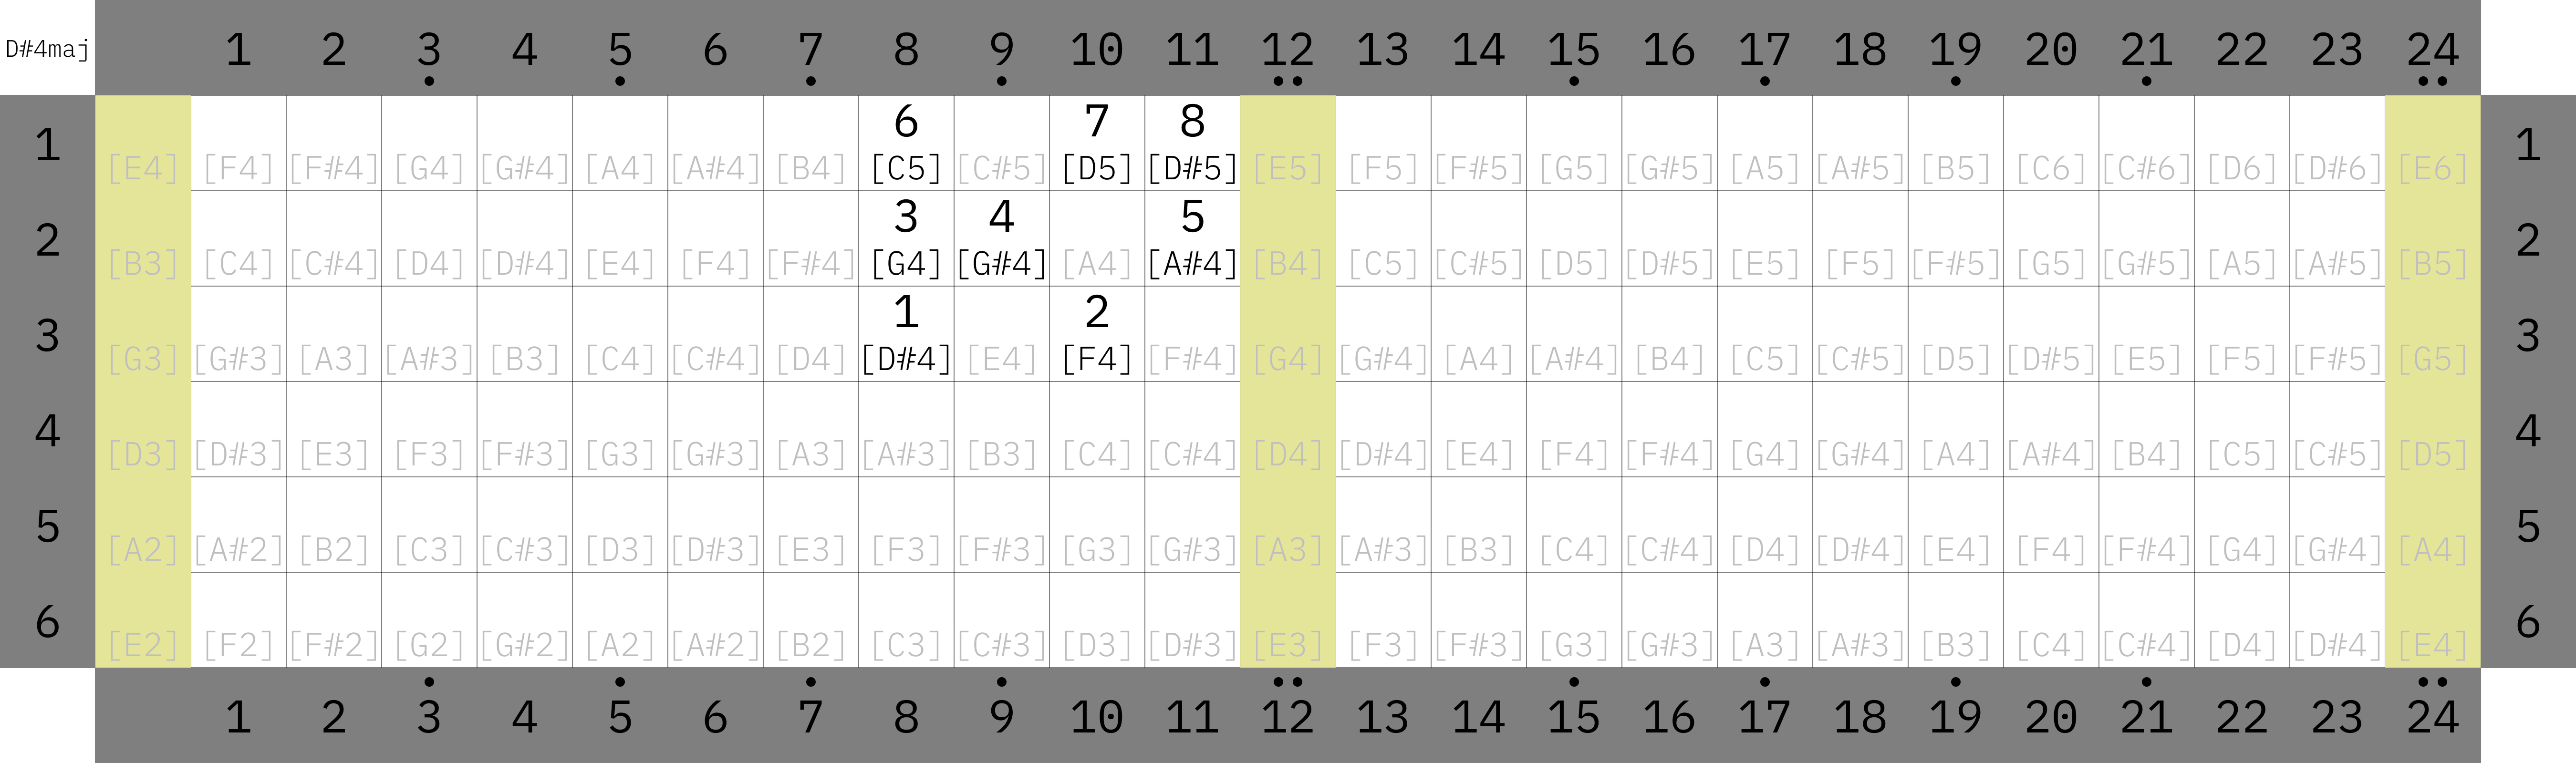 D#4maj 1 2 3 4 5 6 7 8 9 10 11 12 13 14 15 16 17 18 19 20 21 22 23 24
6 7 8
1 [E4] [F4] [F#4] [G4] [G#4] [A4] [A#4] [B4] [C5] [C#5] [D5] [D#5] [E5] [F5] [F#5] [G5] [G#5] [A5] [A#5] [B5] [C6] [C#6] [D6] [D#6] [E6] 1
3 4 5
2 [B3] [C4] [C#4] [D4] [D#4] [E4] [F4] [F#4] [G4] [G#4] [A4] [A#4] [B4] [C5] [C#5] [D5] [D#5] [E5] [F5] [F#5] [G5] [G#5] [A5] [A#5] [B5] 2
1 2
3 [G3] [G#3] [A3] [A#3] [B3] [C4] [C#4] [D4] [D#4] [E4] [F4] [F#4] [G4] [G#4] [A4] [A#4] [B4] [C5] [C#5] [D5] [D#5] [E5] [F5] [F#5] [G5] 3
4 [D3] [D#3] [E3] [F3] [F#3] [G3] [G#3] [A3] [A#3] [B3] [C4] [C#4] [D4] [D#4] [E4] [F4] [F#4] [G4] [G#4] [A4] [A#4] [B4] [C5] [C#5] [D5] 4
5 [A2] [A#2] [B2] [C3] [C#3] [D3] [D#3] [E3] [F3] [F#3] [G3] [G#3] [A3] [A#3] [B3] [C4] [C#4] [D4] [D#4] [E4] [F4] [F#4] [G4] [G#4] [A4] 5
6 [E2] [F2] [F#2] [G2] [G#2] [A2] [A#2] [B2] [C3] [C#3] [D3] [D#3] [E3] [F3] [F#3] [G3] [G#3] [A3] [A#3] [B3] [C4] [C#4] [D4] [D#4] [E4] 6
1 2 3 4 5 6 7 8 9 10 11 12 13 14 15 16 17 18 19 20 21 22 23 24